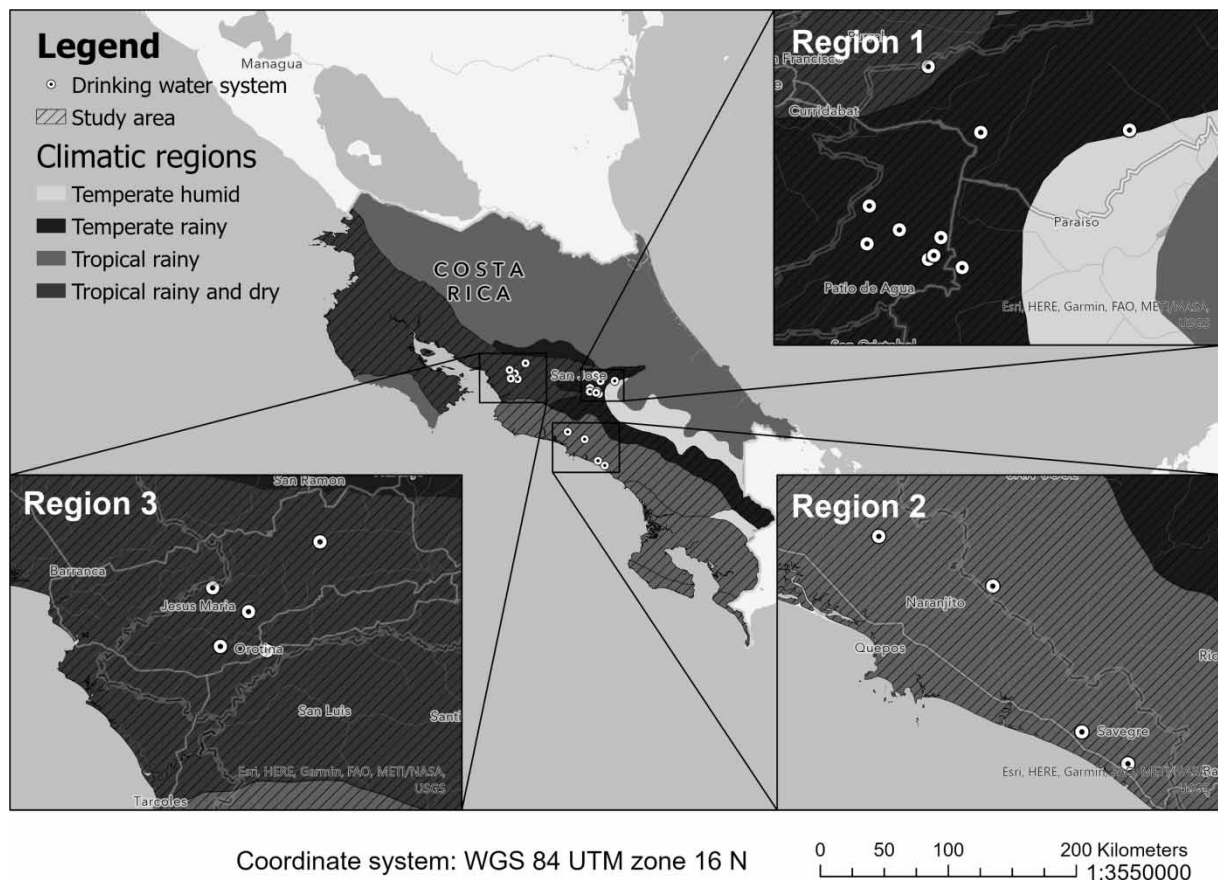 Legend
Drinking water system
Study area
Climatic regions
Temperate humid
Temperate rainy
Tropical rainy
Tropical rainy and dry
Managua
COSTA
RICA
San Jose
Region 1
Curridabat
Paraiso
Patio de Agua
Esri, HERE, Garmin, FAO, METI/NASA,
USGS
Region 3
San Ramon
Barranca
Jesus Maria
Orotina
San Luis
Esri, HERE, Garmin, FAO, METI/NASA,
USGS
Tarcoles
Region 2
Naranjito
Quepos
Savegre
Esri, HERE, Garmin,
Coordinate system: WGS 84 UTM zone 16 N
0 50 100 200 Kilometers
1:3550000